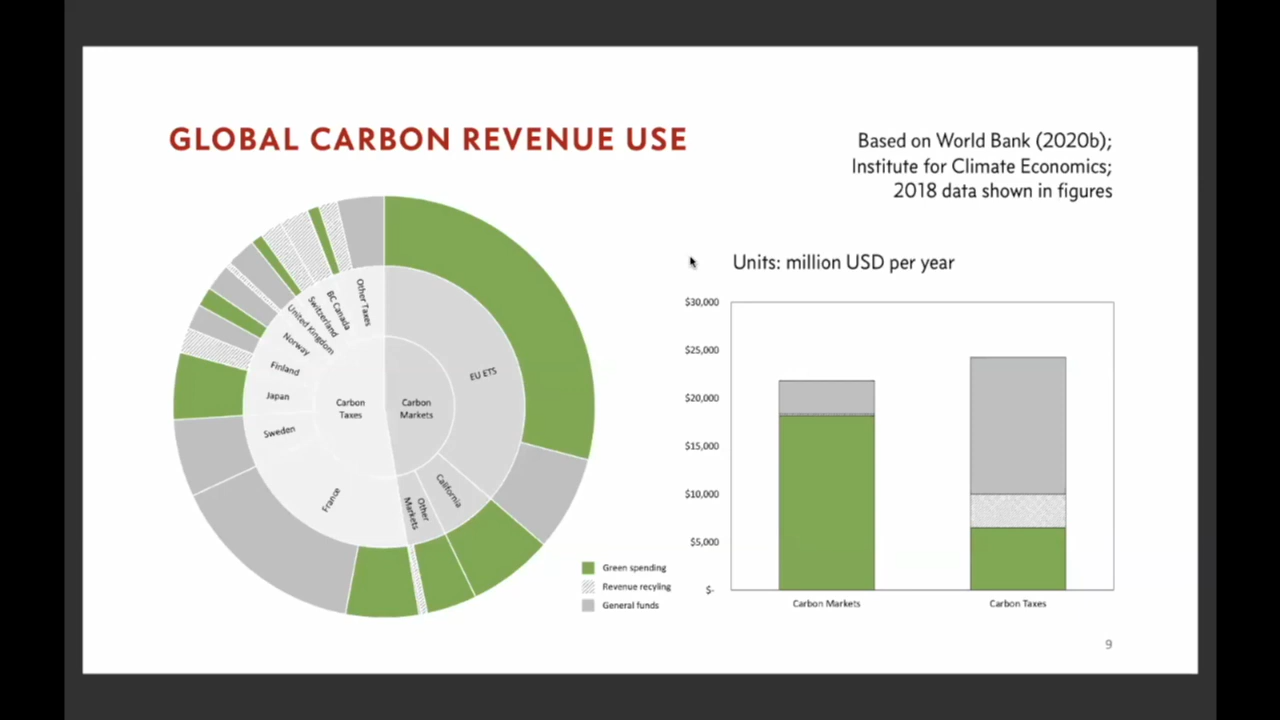 GLOBAL CARBON REVENUE USE
Based on World Bank (2020b);
Institute for Climate Economics;
2018 data shown in figures
Units: million USD per year
Other Taxes
BC Canada
Switzerland
United Kingdom
Norway
Finland
Japan
Sweden
France
Carbon
Taxes
Carbon
Markets
EU ETS
California
Other
Markets
Green spending
Revenue recyling
General funds
$30,000
$25,000
$20,000
$15,000
$10,000
$5,000
$-
Carbon Markets
Carbon Taxes
9